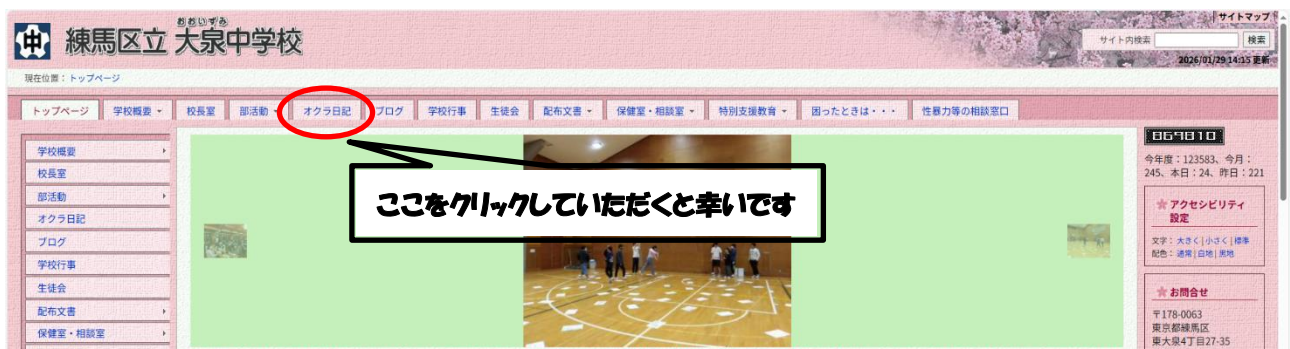 サイトマップ
おおいずみ
練馬区立 大泉中学校
サイト内検索 検索
2026/01/29 14:15 更新
現在位置： トップページ
トップページ 学校概要 校長室 部活動 オクラ日記 ブログ 学校行事 生徒会 配布文書 保健室・相談室 特別支援教育 困ったときは・・・ 性暴力等の相談窓口
学校概要
校長室
部活動
オクラ日記
ブログ
学校行事
生徒会
配布文書
保健室・相談室
ここをクリックしていただくと幸いです
869810
今年度：123583、今月：
245、本日：24、昨日：221
アクセシビリティ
設定
文字： 大きく|小さく|標準
配色： 通常|白地|黒地
お問合せ
〒178-0063
東京都練馬区
東大泉4丁目27-35